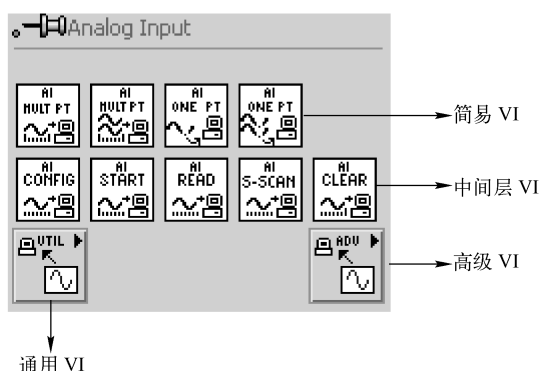 Analog Input
AI MULT PT
AI MULT PT
AI ONE PT
AI ONE PT
简易 VI
AI CONFIG
AI START
AI READ
AI S-SCAN
AI CLEAR
中间层 VI
UTIL
ADV
高级 VI
通用 VI